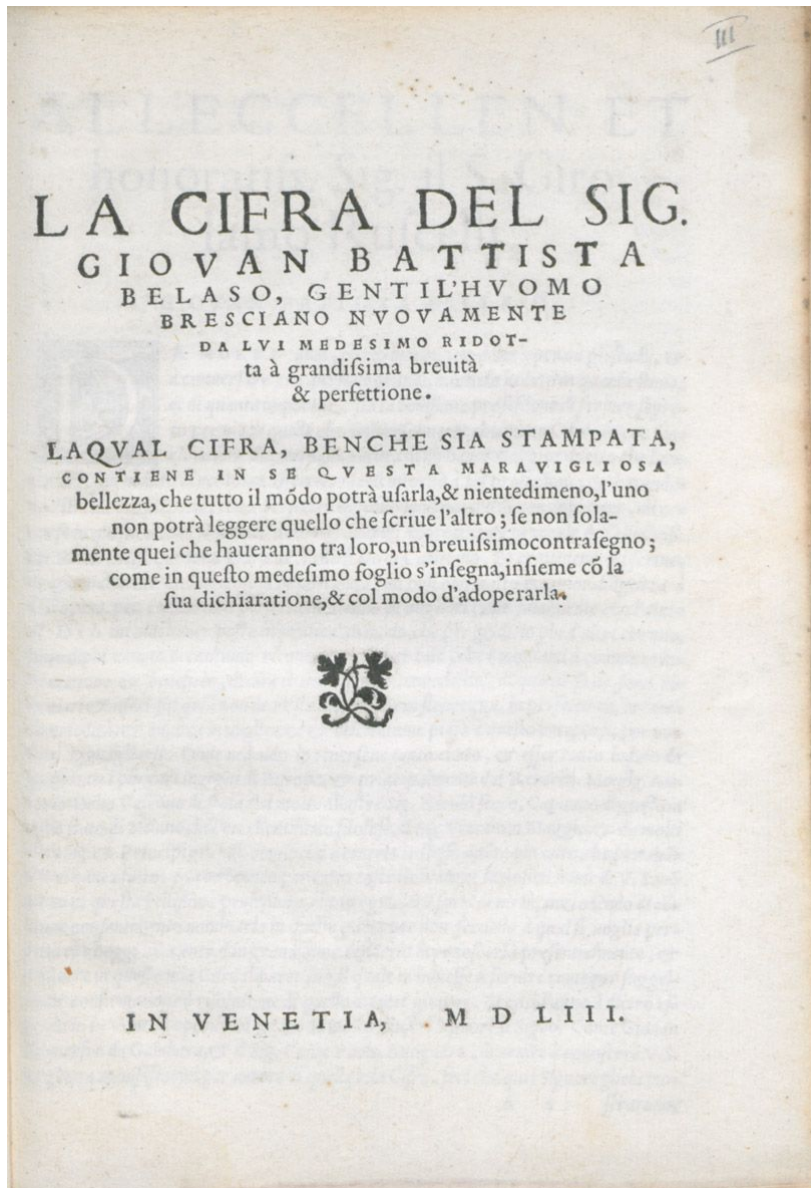 III
LA CIFRA DEL SIG.
GIOVAN BATTISTA
BELASO, GENTIL'HVOMO
BRESCIANO NVOVAMENTE
DA LVI MEDESIMO RIDOT-
ta à grandiſsima breuità
& perfettione.
LAQVAL CIFRA, BENCHE SIA STAMPATA,
CONTIENE IN SE QVESTA MARAVIGLIOSA
bellezza, che tutto il mõdo potrà uſarla,& nientedimeno,l'uno
non potrà leggere quello che ſcriue l'altro ; ſe non ſola-
mente quei che haueranno tra loro,un breuiſsimocontraſegno ;
come in queſto medeſimo foglio s'inſegna,inſieme cõ la
ſua dichiaratione,& col modo d'adoperarla.
IN VENETIA, . M D LIII.